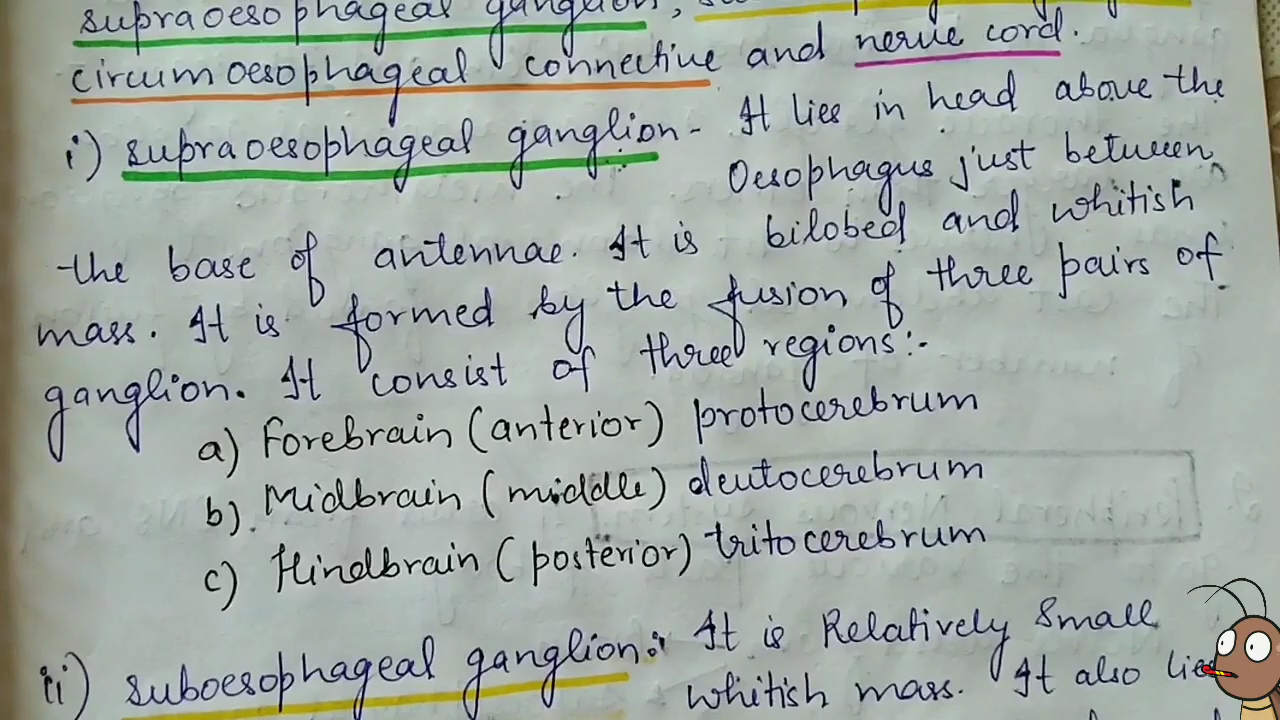 supraoesophageal ganglion,
circumoesophageal connective and nerve cord.
i) supraoesophageal ganglion - It lies in head above the
Oesophagus just between
the base of antennae. It is bilobed and whitish
mass. It is formed by the fusion of three pairs of
ganglion. It consist of three regions:-
a) Forebrain (anterior) protocerebrum
b) Midbrain (middle) deutocerebrum
c) Hindbrain (posterior) tritocerebrum
ii) suboesophageal ganglion: It is Relatively Small
whitish mass. It also lies